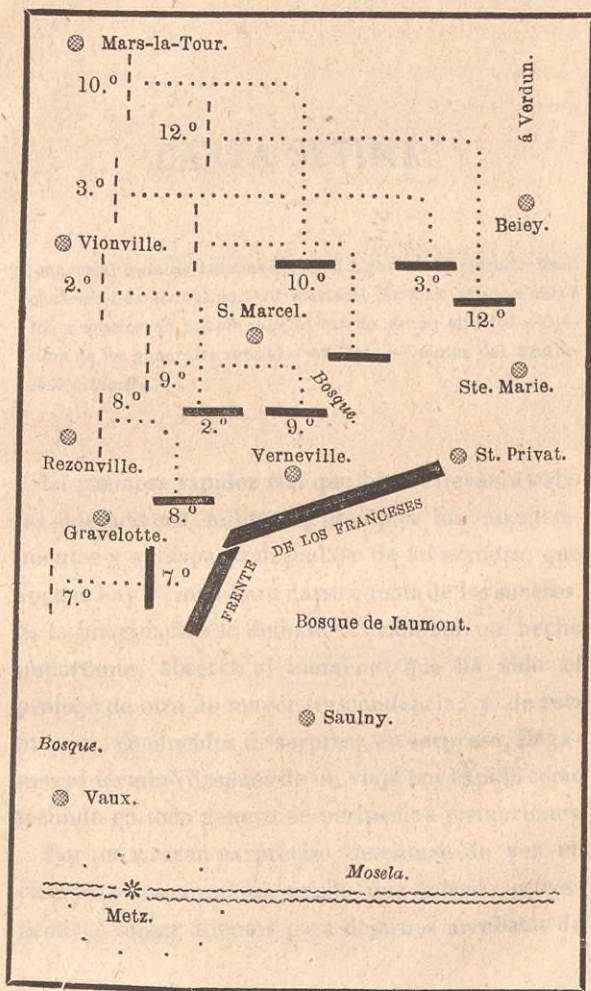 Mars-la-Tour.
10.º
á Verdun.
12.º
3.º
Beiey.
Vionville.
2.º
10.º
3.º
S. Marcel.
12.º
9.º
Bosque.
Ste. Marie.
8.º
2.º
9.º
Rezonville.
Verneville.
St. Privat.
8.º
Gravelotte.
FRENTE DE LOS FRANCESES
7.º
7.º
Bosque de Jaumont.
Saulny.
Bosque.
Vaux.
Mosela.
Metz.